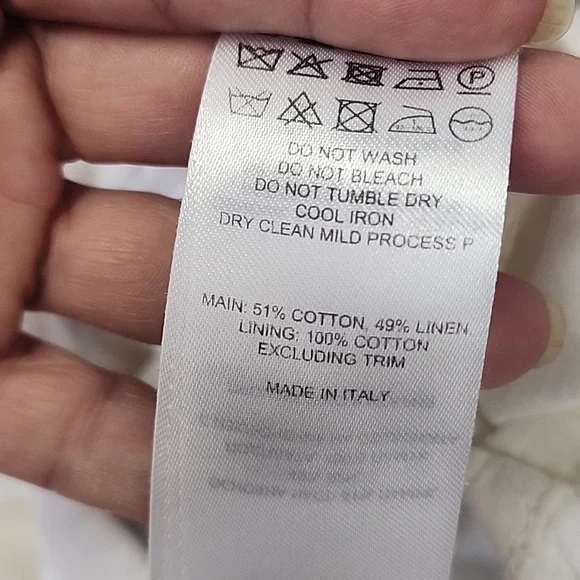 P
DO NOT WASH
DO NOT BLEACH
DO NOT TUMBLE DRY
COOL IRON
DRY CLEAN MILD PROCESS P
MAIN: 51% COTTON, 49% LINEN
LINING: 100% COTTON
EXCLUDING TRIM
MADE IN ITALY